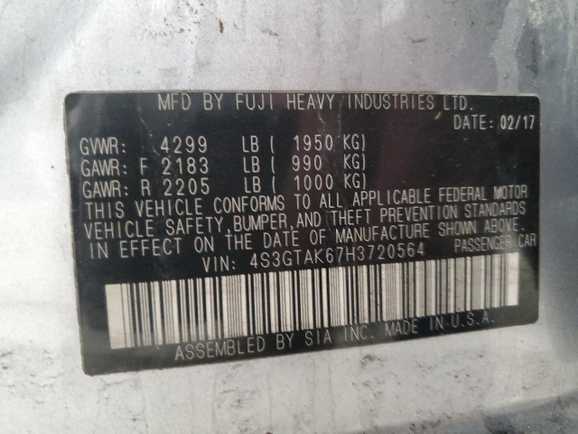 MFD BY FUJI HEAVY INDUSTRIES LTD.
DATE: 02/17
GVWR: 4299 LB ( 1950 KG)
GAWR: F 2183 LB ( 990 KG)
GAWR: R 2205 LB ( 1000 KG)
THIS VEHICLE CONFORMS TO ALL APPLICABLE FEDERAL MOTOR
VEHICLE SAFETY, BUMPER, AND THEFT PREVENTION STANDARDS
IN EFFECT ON THE DATE OF MANUFACTURE SHOWN ABOVE.
VIN: 4S3GTAK67H3720564 PASSENGER CAR
ASSEMBLED BY SIA INC. MADE IN U.S.A.